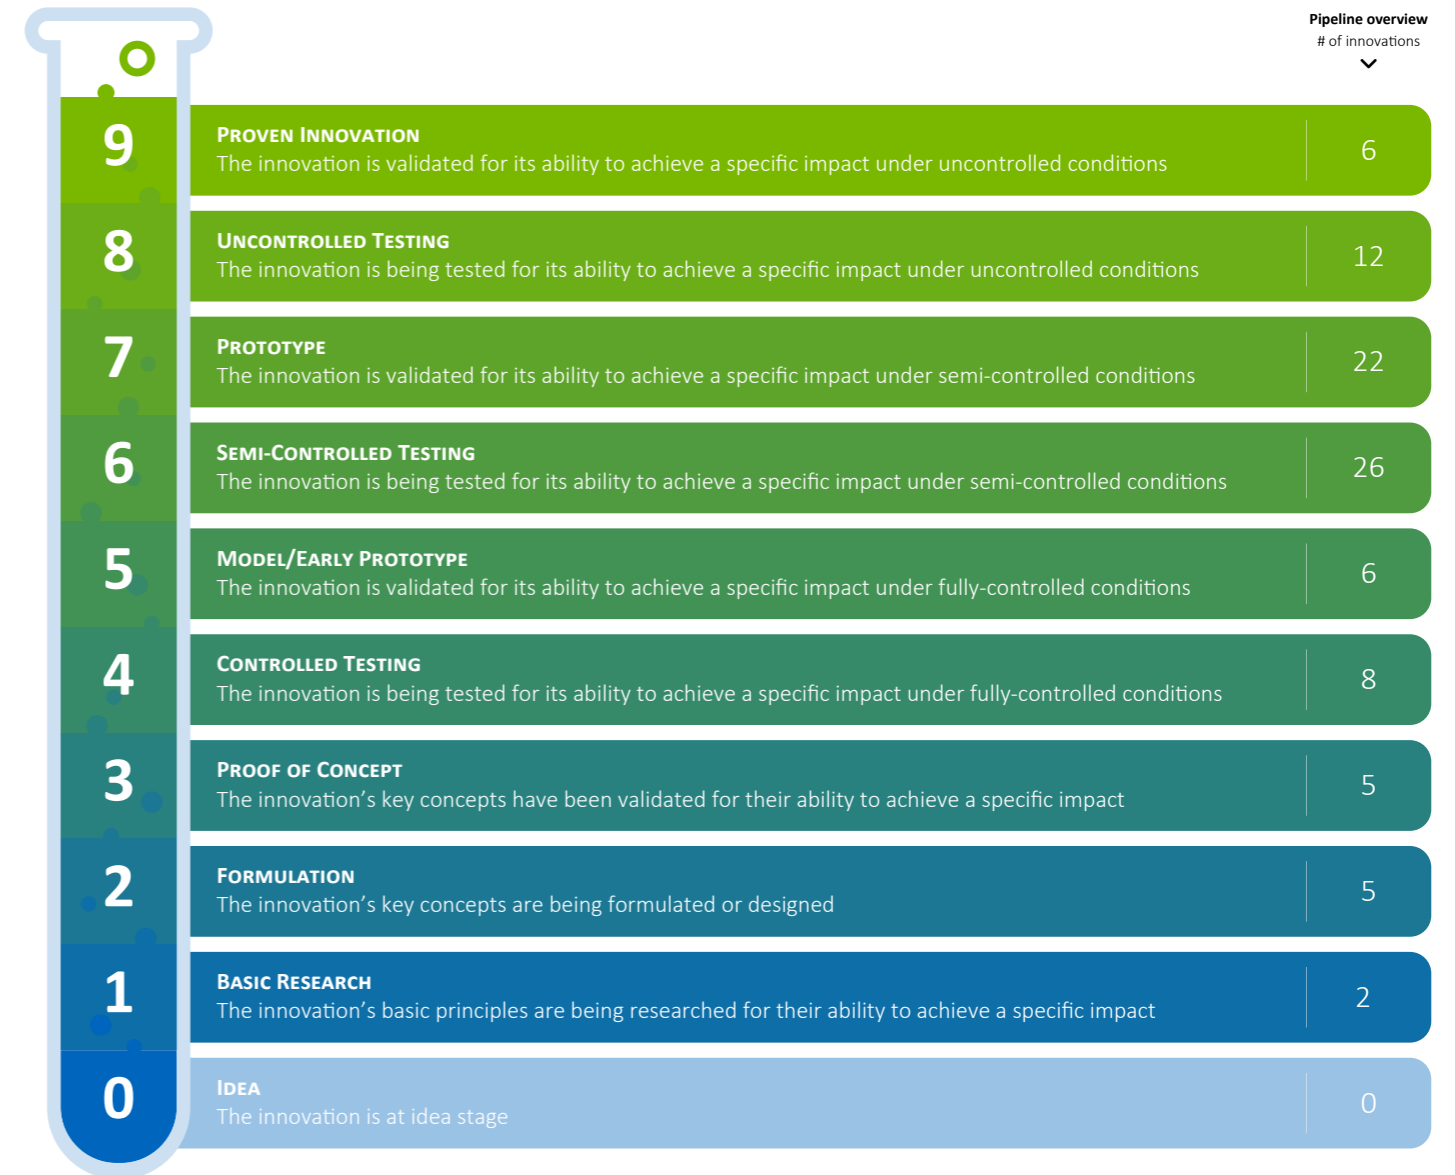 Pipeline overview
# of innovations
9
PROVEN INNOVATION
The innovation is validated for its ability to achieve a specific impact under uncontrolled conditions
6
8
UNCONTROLLED TESTING
The innovation is being tested for its ability to achieve a specific impact under uncontrolled conditions
12
7
PROTOTYPE
The innovation is validated for its ability to achieve a specific impact under semi-controlled conditions
22
6
SEMI-CONTROLLED TESTING
The innovation is being tested for its ability to achieve a specific impact under semi-controlled conditions
26
5
MODEL/EARLY PROTOTYPE
The innovation is validated for its ability to achieve a specific impact under fully-controlled conditions
6
4
CONTROLLED TESTING
The innovation is being tested for its ability to achieve a specific impact under fully-controlled conditions
8
3
PROOF OF CONCEPT
The innovation’s key concepts have been validated for their ability to achieve a specific impact
5
2
FORMULATION
The innovation’s key concepts are being formulated or designed
5
1
BASIC RESEARCH
The innovation’s basic principles are being researched for their ability to achieve a specific impact
2
0
IDEA
The innovation is at idea stage
0